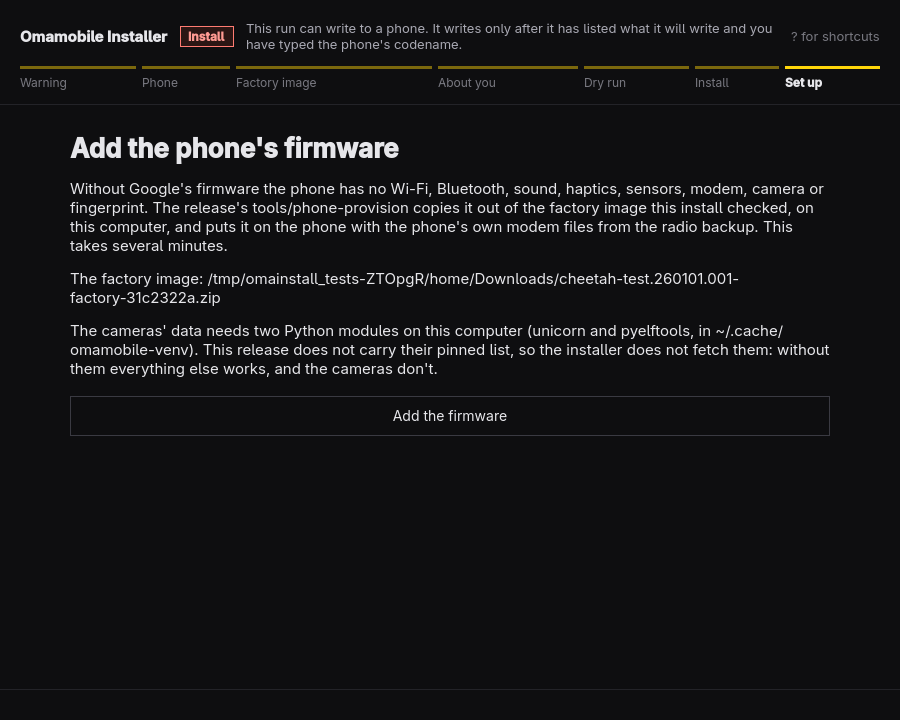 Omamobile Installer
Install
This run can write to a phone. It writes only after it has listed what it will write and you
have typed the phone's codename.
? for shortcuts
Warning
Phone
Factory image
About you
Dry run
Install
Set up
Add the phone's firmware
Without Google's firmware the phone has no Wi-Fi, Bluetooth, sound, haptics, sensors, modem, camera or
fingerprint. The release's tools/phone-provision copies it out of the factory image this install checked, on
this computer, and puts it on the phone with the phone's own modem files from the radio backup. This
takes several minutes.
The factory image: /tmp/omainstall_tests-ZTOpgR/home/Downloads/cheetah-test.260101.001-
factory-31c2322a.zip
The cameras' data needs two Python modules on this computer (unicorn and pyelftools, in ~/.cache/
omamobile-venv). This release does not carry their pinned list, so the installer does not fetch them: without
them everything else works, and the cameras don't.
Add the firmware